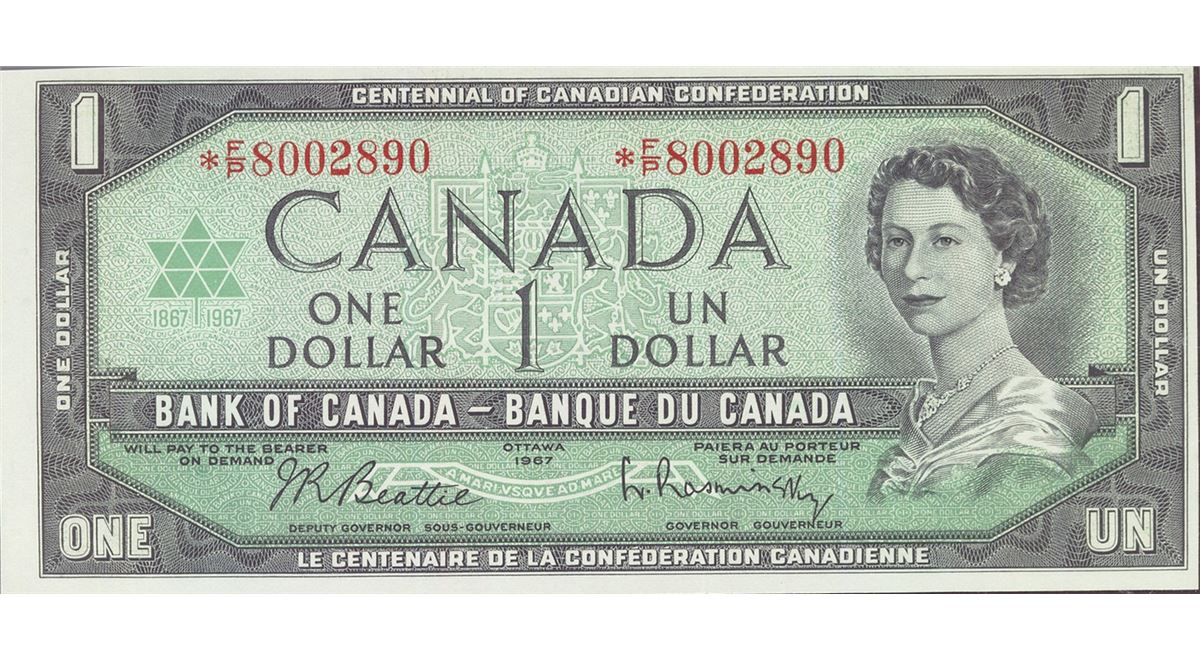 CENTENNIAL OF CANADIAN CONFEDERATION
1 1
*F/P8002890 *F/P8002890
CANADA
1867 1967
ONE 1 UN
DOLLAR DOLLAR
ONE DOLLAR
UN DOLLAR
BANK OF CANADA – BANQUE DU CANADA
WILL PAY TO THE BEARER OTTAWA PAIERA AU PORTEUR
ON DEMAND 1967 SUR DEMANDE
A MARI VSQVE AD MARE
JRBeattie L. Rasminsky
DEPUTY GOVERNOR SOUS-GOUVERNEUR GOVERNOR GOUVERNEUR
ONE UN
LE CENTENAIRE DE LA CONFÉDÉRATION CANADIENNE